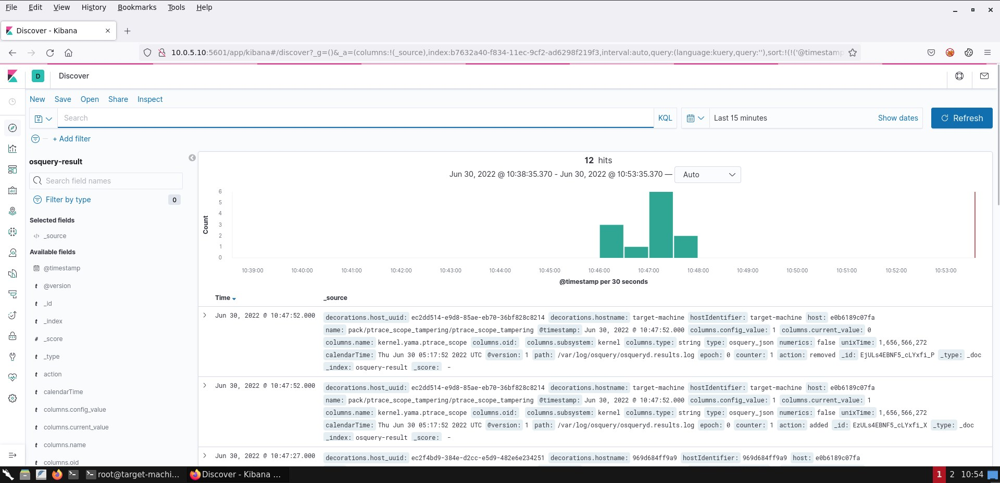 File Edit View History Bookmarks Tools Help
Discover - Kibana
10.0.5.10:5601/app/kibana#/discover?_g=()&_a=(columns:!(_source),index:b7632a40-f834-11ec-9cf2-ad6298f219f3,interval:auto,query:(language:kuery,query:''),sort:!(!('@timestamp
D Discover
New Save Open Share Inspect
Search KQL Last 15 minutes Show dates Refresh
+ Add filter
osquery-result
Search field names
Filter by type 0
Selected fields
</> _source
Available fields
@timestamp
t @version
t _id
t _index
# _score
t _type
t action
t calendarTime
t columns.config_value
t columns.current_value
t columns.name
t columns.oid
12 hits
Jun 30, 2022 @ 10:38:35.370 - Jun 30, 2022 @ 10:53:35.370 — Auto
Count
6
5
4
3
2
1
0
10:39:00 10:40:00 10:41:00 10:42:00 10:43:00 10:44:00 10:45:00 10:46:00 10:47:00 10:48:00 10:49:00 10:50:00 10:51:00 10:52:00 10:53:00
@timestamp per 30 seconds
Time _source
Jun 30, 2022 @ 10:47:52.000 decorations.host_uuid: ec2dd514-e9d8-85ae-eb70-36bf828c8214 decorations.hostname: target-machine hostIdentifier: target-machine host: e0b6189c07fa
name: pack/ptrace_scope_tampering/ptrace_scope_tampering @timestamp: Jun 30, 2022 @ 10:47:52.000 columns.config_value: 1 columns.current_value: 0
columns.name: kernel.yama.ptrace_scope columns.oid: columns.subsystem: kernel columns.type: string type: osquery_json numerics: false unixTime: 1,656,566,272
calendarTime: Thu Jun 30 05:17:52 2022 UTC @version: 1 path: /var/log/osquery/osqueryd.results.log epoch: 0 counter: 1 action: removed _id: EjULs4EBNF5_cLYxfi_P _type: _doc
_index: osquery-result _score: -
Jun 30, 2022 @ 10:47:52.000 decorations.host_uuid: ec2dd514-e9d8-85ae-eb70-36bf828c8214 decorations.hostname: target-machine hostIdentifier: target-machine host: e0b6189c07fa
name: pack/ptrace_scope_tampering/ptrace_scope_tampering @timestamp: Jun 30, 2022 @ 10:47:52.000 columns.config_value: 1 columns.current_value: 1
columns.name: kernel.yama.ptrace_scope columns.oid: columns.subsystem: kernel columns.type: string type: osquery_json numerics: false unixTime: 1,656,566,272
calendarTime: Thu Jun 30 05:17:52 2022 UTC @version: 1 path: /var/log/osquery/osqueryd.results.log epoch: 0 counter: 1 action: added _id: EzULs4EBNF5_cLYxfi_X _type: _doc
_index: osquery-result _score: -
Jun 30, 2022 @ 10:47:27.000 decorations.host_uuid: ec2f4bd9-384e-d2cc-e5d9-482e6e234251 decorations.hostname: 969d684ff9a9 hostIdentifier: 969d684ff9a9 host: e0b6189c07fa
root@target-machi... Discover - Kibana ... 1 2 10:54